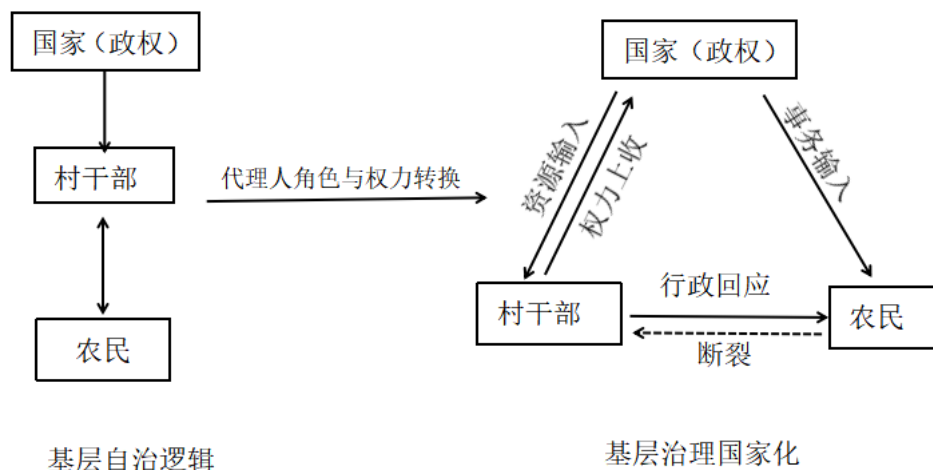 国家（政权）
村干部
农民
基层自治逻辑
代理人角色与权力转换
国家（政权）
资源输入
权力上收
事务输入
村干部
行政回应
断裂
农民
基层治理国家化